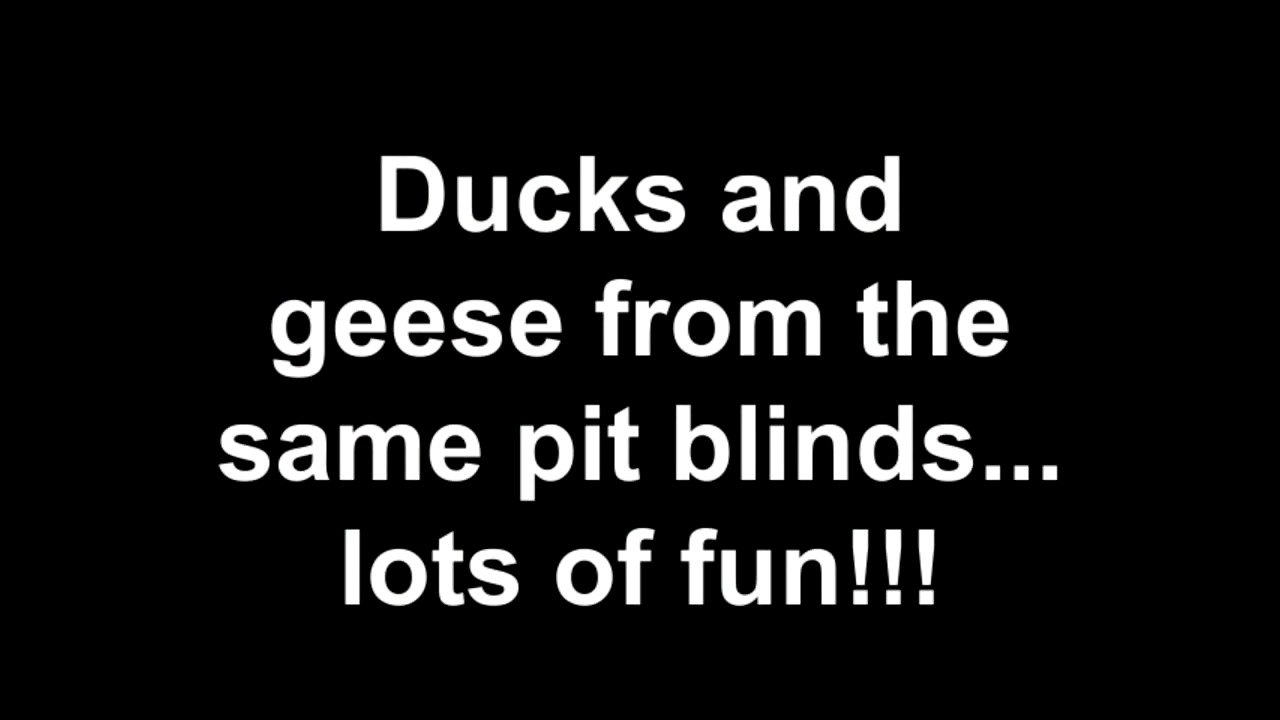 Ducks and
geese from the
same pit blinds...
lots of fun!!!